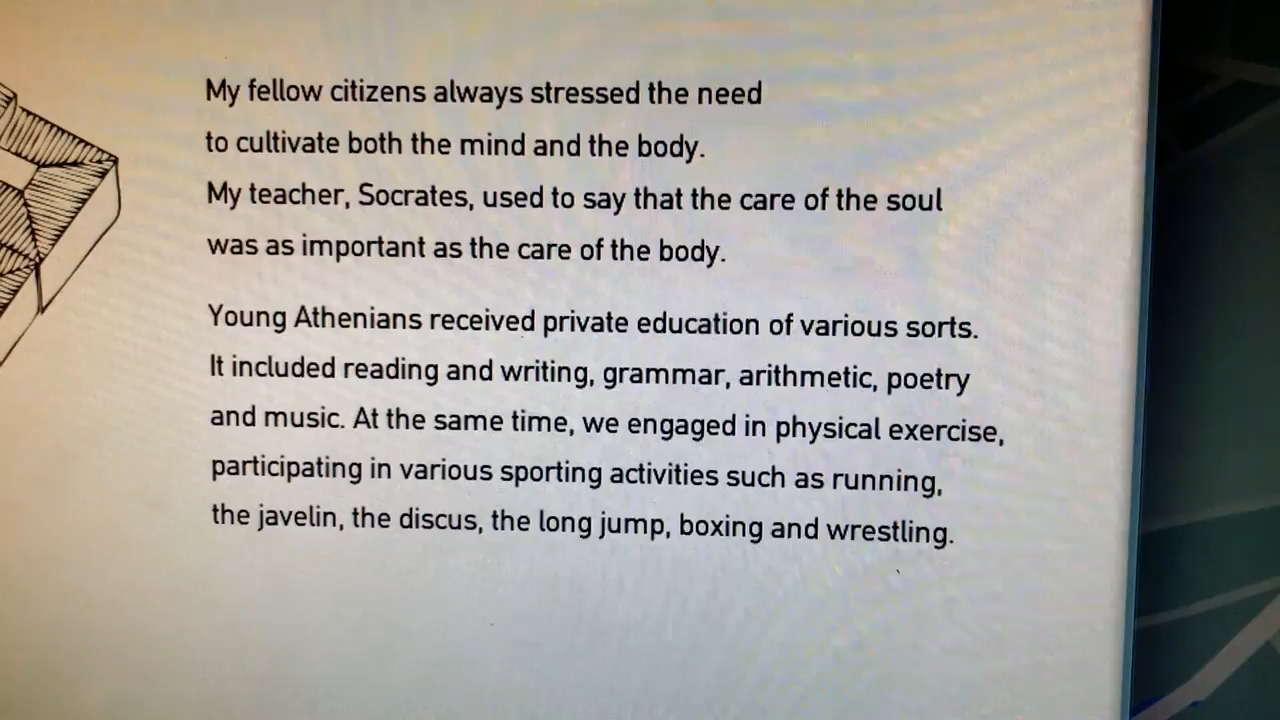 My fellow citizens always stressed the need
to cultivate both the mind and the body.
My teacher, Socrates, used to say that the care of the soul
was as important as the care of the body.
Young Athenians received private education of various sorts.
It included reading and writing, grammar, arithmetic, poetry
and music. At the same time, we engaged in physical exercise,
participating in various sporting activities such as running,
the javelin, the discus, the long jump, boxing and wrestling.